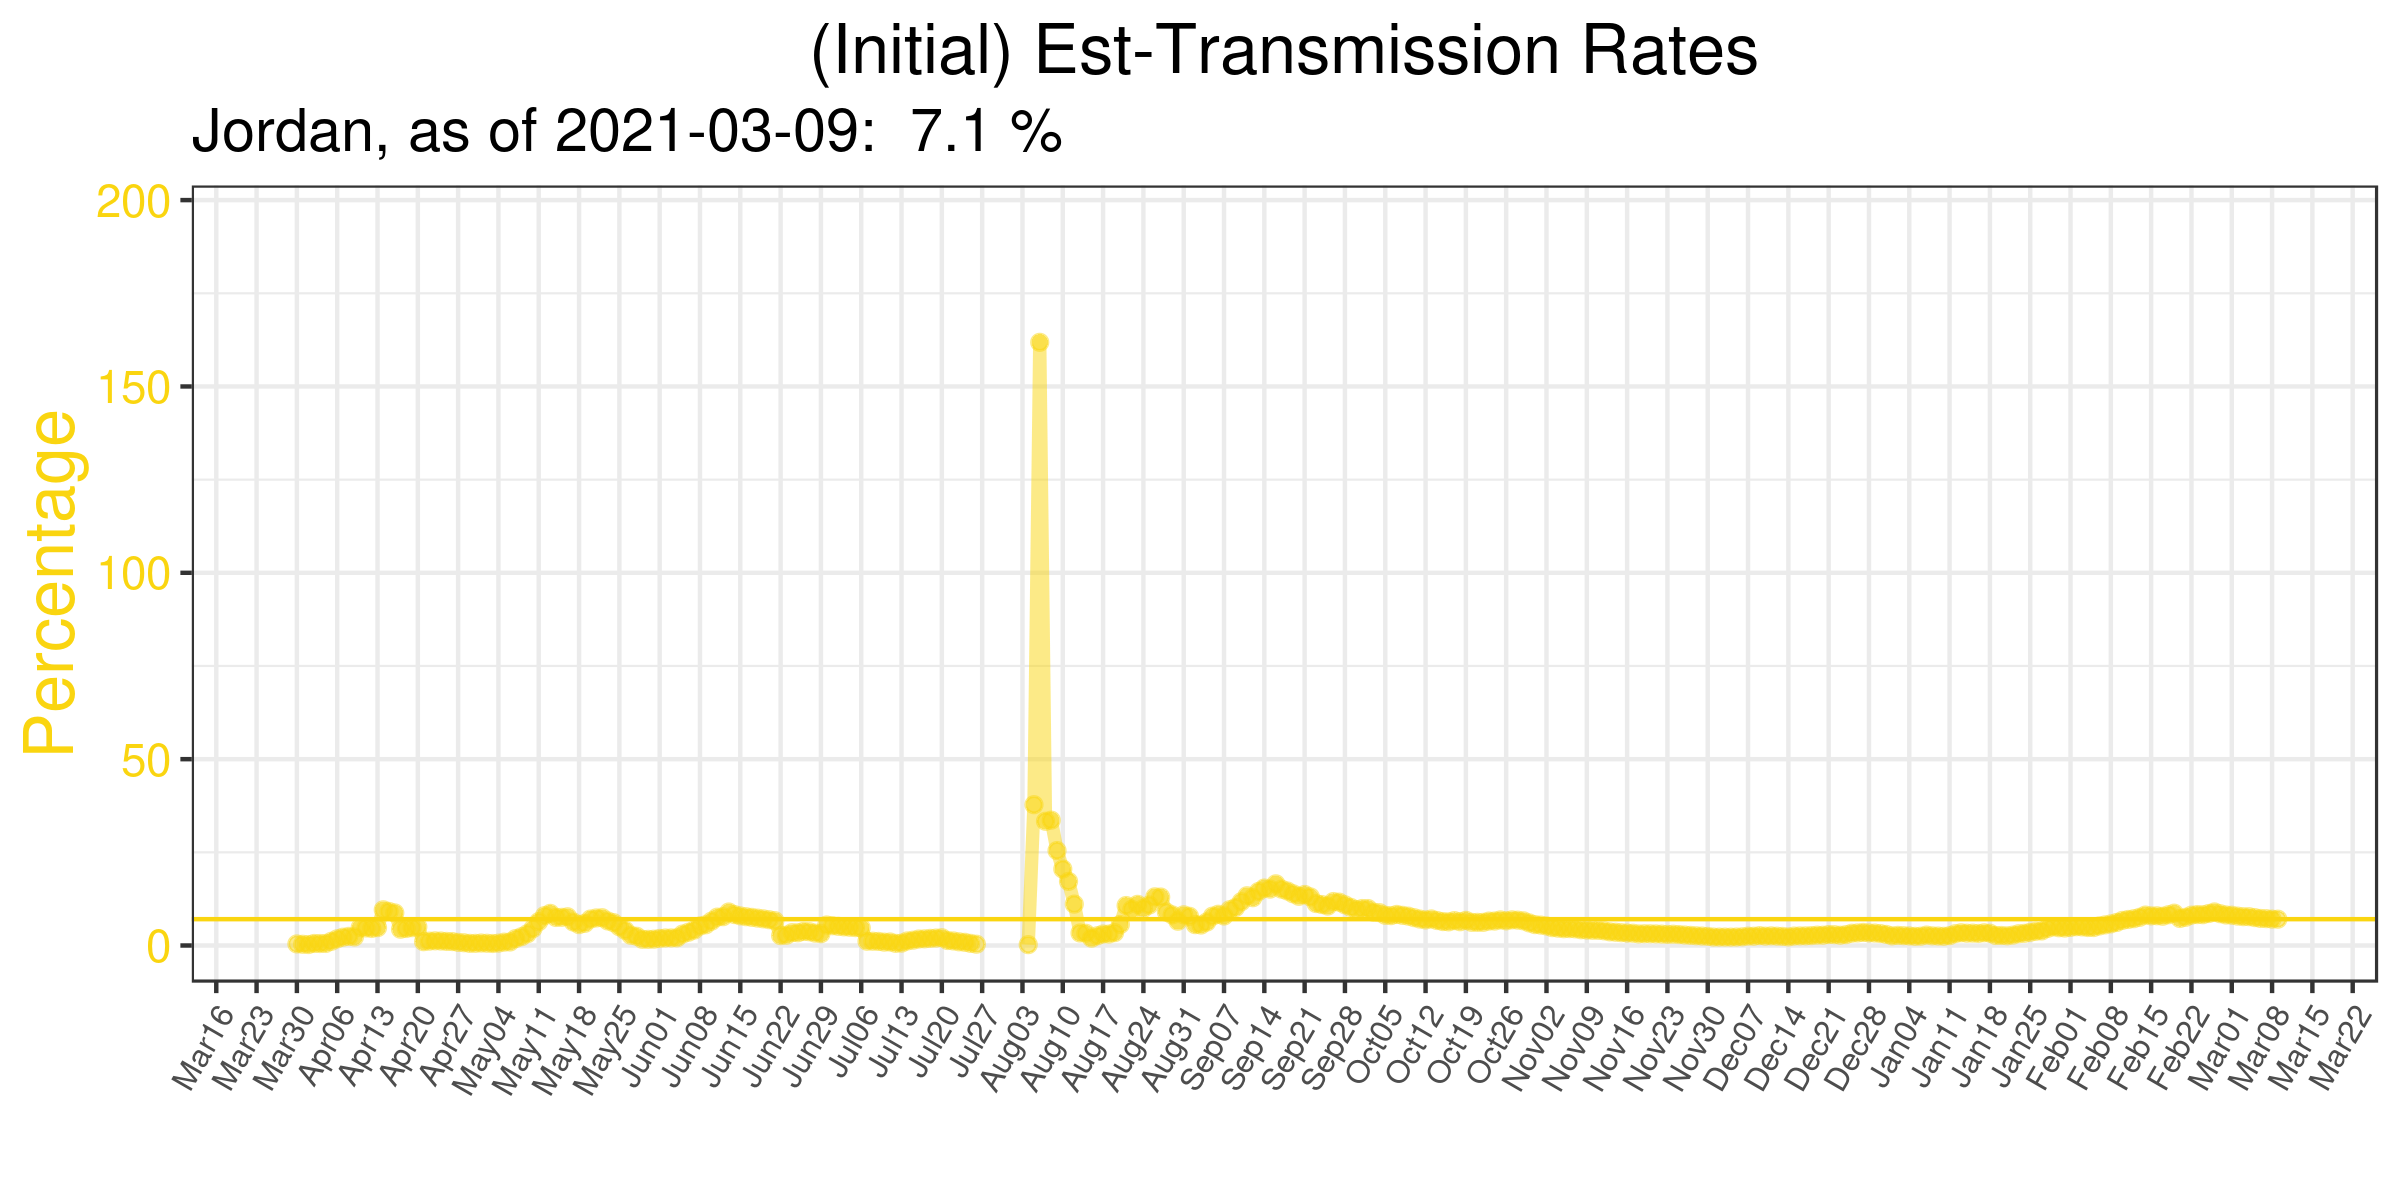 (Initial) Est-Transmission Rates
Jordan, as of 2021-03-09:  7.1 %
Percentage
200
150
100
50
0
Mar16 Mar23 Mar30 Apr06 Apr13 Apr20 Apr27 May04 May11 May18 May25 Jun01 Jun08 Jun15 Jun22 Jun29 Jul06 Jul13 Jul20 Jul27 Aug03 Aug10 Aug17 Aug24 Aug31 Sep07 Sep14 Sep21 Sep28 Oct05 Oct12 Oct19 Oct26 Nov02 Nov09 Nov16 Nov23 Nov30 Dec07 Dec14 Dec21 Dec28 Jan04 Jan11 Jan18 Jan25 Feb01 Feb08 Feb15 Feb22 Mar01 Mar08 Mar15 Mar22